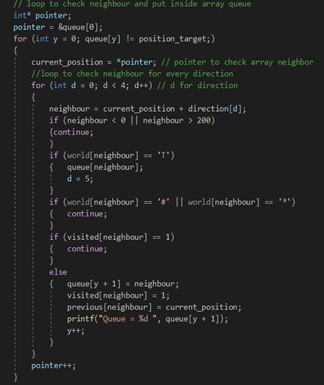 // loop to check neighbour and put inside array queue
int* pointer;
pointer = &queue[0];
for (int y = 0; queue[y] != position_target;)
{
current_position = *pointer; // pointer to check array neighbor
//loop to check neighbour for every direction
for (int d = 0; d < 4; d++) // d for direction
{
neighbour = current_position + direction[d];
if (neighbour < 0 || neighbour > 200)
{continue;
}
if (world[neighbour] == 'T')
{ queue[neighbour];
d = 5;
}
if (world[neighbour] == '#' || world[neighbour] == '*')
{ continue;
}
if (visited[neighbour] == 1)
{ continue;
}
else
{ queue[y + 1] = neighbour;
visited[neighbour] = 1;
previous[neighbour] = current_position;
printf("Queue = %d ", queue[y + 1]);
y++;
}
}
pointer++;
}